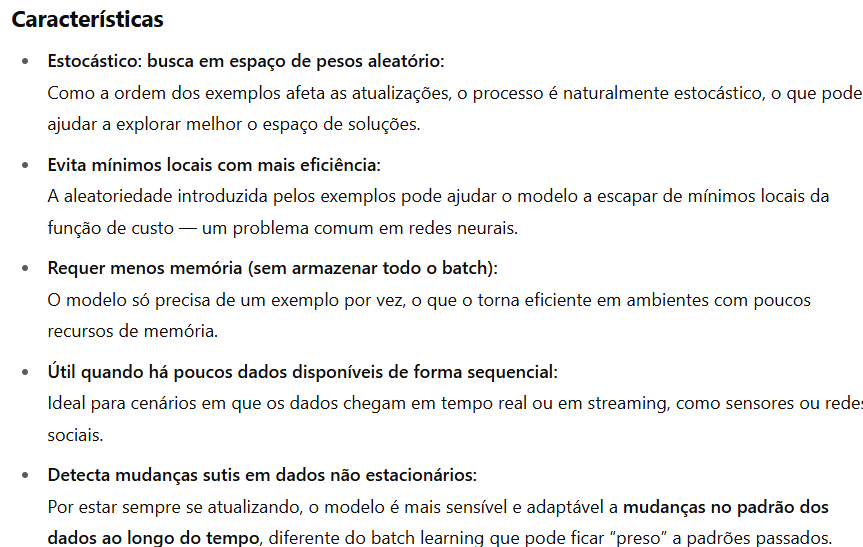 Características
Estocástico: busca em espaço de pesos aleatório:
Como a ordem dos exemplos afeta as atualizações, o processo é naturalmente estocástico, o que pode
ajudar a explorar melhor o espaço de soluções.
Evita mínimos locais com mais eficiência:
A aleatoriedade introduzida pelos exemplos pode ajudar o modelo a escapar de mínimos locais da
função de custo — um problema comum em redes neurais.
Requer menos memória (sem armazenar todo o batch):
O modelo só precisa de um exemplo por vez, o que o torna eficiente em ambientes com poucos
recursos de memória.
Útil quando há poucos dados disponíveis de forma sequencial:
Ideal para cenários em que os dados chegam em tempo real ou em streaming, como sensores ou redes
sociais.
Detecta mudanças sutis em dados não estacionários:
Por estar sempre se atualizando, o modelo é mais sensível e adaptável a mudanças no padrão dos
dados ao longo do tempo, diferente do batch learning que pode ficar “preso” a padrões passados.